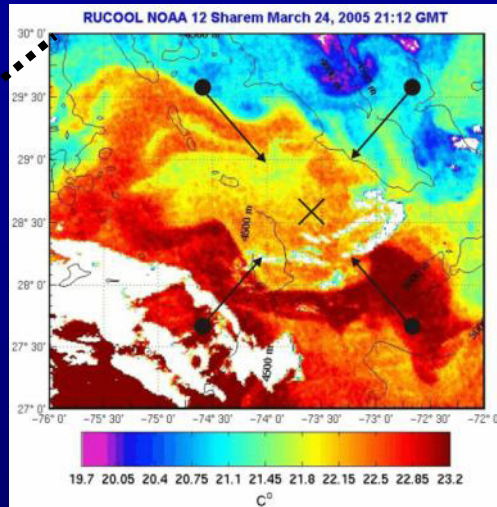 RUCOOL NOAA 12 Sharem March 24, 2005 21:12 GMT
30° 0'
29° 30'
29° 0'
28° 30'
28° 0'
27° 30'
27° 0'
4500 m
4500 m
4500 m
-76° 0'
-75° 30'
-75° 0'
-74° 30'
-74° 0'
-73° 30'
-73° 0'
-72° 30'
-72° 0'
19.7 20.05 20.4 20.75 21.1 21.45 21.8 22.15 22.5 22.85 23.2
C°